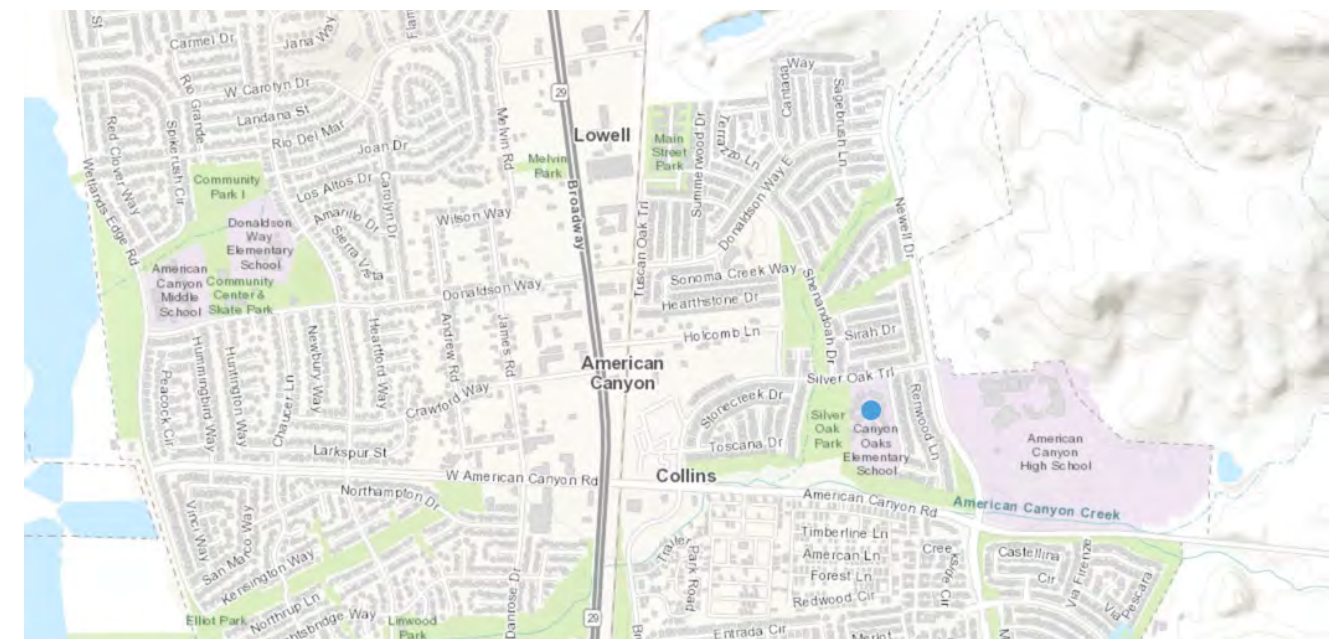 St
Carmel Dr
Jana Way
Flam
Rio Grande
W Carolyn Dr
Landana St
Rio Del Mar
Joan Dr
Red Clover Way
Spikerush Cir
Wetlands Edge Rd
Community
Park I
Los Altos Dr
Carolyn Dr
Amarillo Dr
Sierra Vista
Donaldson
Way
Elementary
School
American
Canyon
Middle
School
Community
Center &
Skate Park
Melvin Rd
29
Lowell
Melvin
Park
Broadway
Wilson Way
Donaldson Way
Andrew Rd
James Rd
Crawford Way
Main
Street
Park
Summerwood Dr
Terrazzo Ln
Cantada
Way
Sagebrush Ln
Donaldson Way E
Tuscan Oak Trl
Newell Dr
Sonoma Creek Way
Hearthstone Dr
Shenandoah Dr
Holcomb Ln
Sirah Dr
American
Canyon
Silver Oak Trl
Stonecreek Dr
Toscana Dr
Silver
Oak
Park
Canyon
Oaks
Elementary
School
Renwood Ln
American
Canyon
High School
Peacock Cir
Hummingbird Way
Huntington Way
Chaucer Ln
Newbury Way
Heartford Way
Larkspur St
W American Canyon Rd
Collins
American Canyon Rd
American Canyon Creek
Northampton Dr
Vinci Way
San Marco Way
Kensington Way
Elliot Park
Northrup Ln
ghtsbridge Way
Linwood
Park
Danrose Dr
29
Trailer
Park Road
Timberline Ln
American Ln
Forest Ln
Redwood Cir
Entrada Cir
Creekside Cir
Castellina
Cir
Via Firenze
Via Pescara